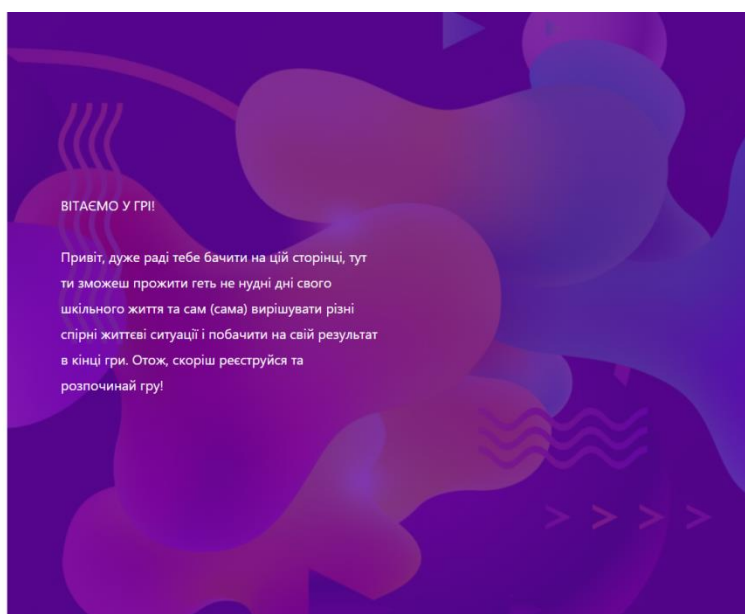 ВІТАЄМО У ГРІ!
Привіт, дуже раді тебе бачити на цій сторінці, тут
ти зможеш прожити геть не нудні дні свого
шкільного життя та сам (сама) вирішувати різні
спірні життєві ситуації і побачити на свій результат
в кінці гри. Отож, скоріш реєструйся та
розпочинай гру!